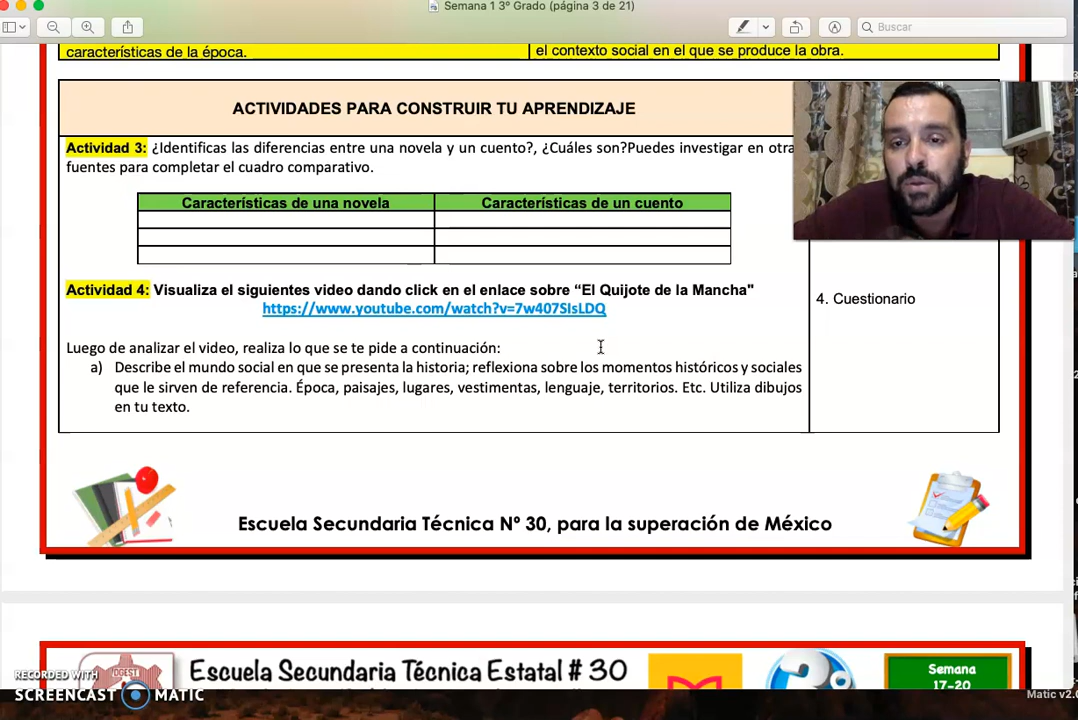 Semana 1 3º Grado (página 3 de 21)
Buscar
características de la época.
el contexto social en el que se produce la obra.
ACTIVIDADES PARA CONSTRUIR TU APRENDIZAJE
Actividad 3: ¿Identificas las diferencias entre una novela y un cuento?, ¿Cuáles son?Puedes investigar en otra
fuentes para completar el cuadro comparativo.
Características de una novela
Características de un cuento
Actividad 4: Visualiza el siguientes video dando click en el enlace sobre “El Quijote de la Mancha"
https://www.youtube.com/watch?v=7w407SIsLDQ
4. Cuestionario
Luego de analizar el video, realiza lo que se te pide a continuación:
a) Describe el mundo social en que se presenta la historia; reflexiona sobre los momentos históricos y sociales
que le sirven de referencia. Época, paisajes, lugares, vestimentas, lenguaje, territorios. Etc. Utiliza dibujos
en tu texto.
Escuela Secundaria Técnica Nº 30, para la superación de México
DGEST
Escuela Secundaria Técnica Estatal # 30
Semana
17-20
RECORDED WITH
SCREENCAST MATIC
Matic v2.0